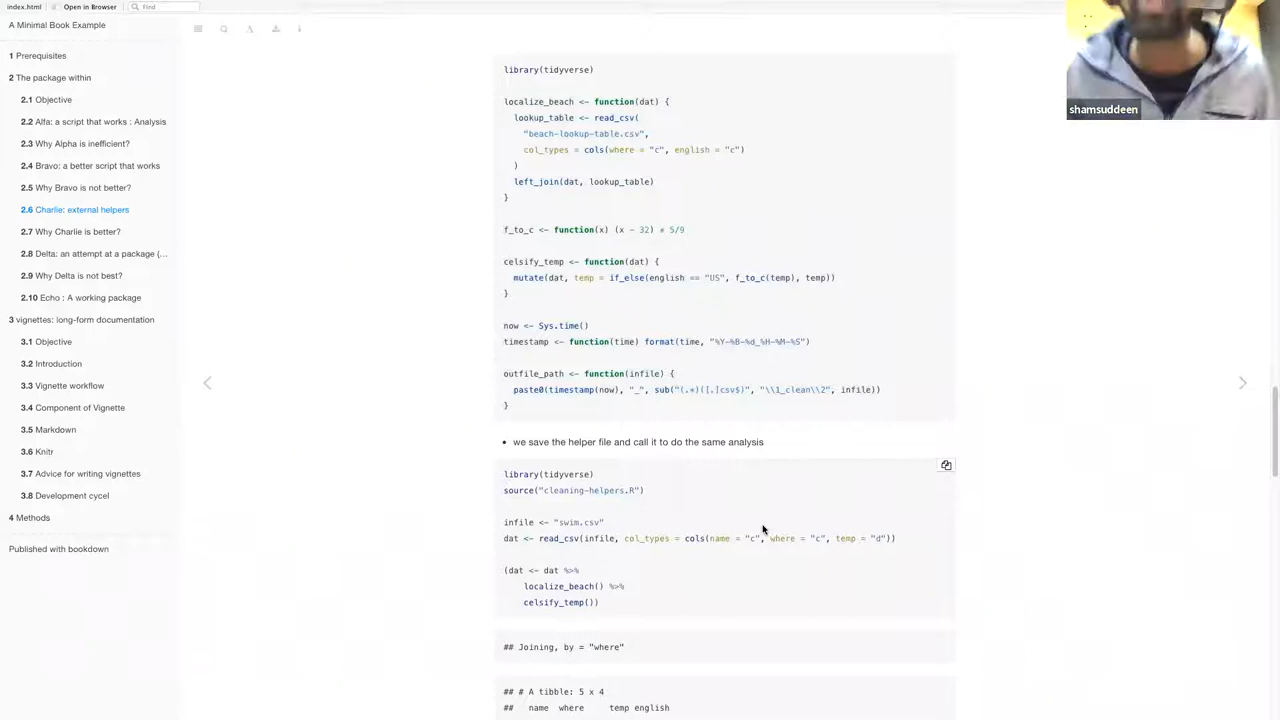 index.html
Open in Browser
Find
A Minimal Book Example
1 Prerequisites
2 The package within
2.1 Objective
2.2 Alfa: a script that works : Analysis
2.3 Why Alpha is inefficient?
2.4 Bravo: a better script that works
2.5 Why Bravo is not better?
2.6 Charlie: external helpers
2.7 Why Charlie is better?
2.8 Delta: an attempt at a package (...
2.9 Why Delta is not best?
2.10 Echo : A working package
3 vignettes: long-form documentation
3.1 Objective
3.2 Introduction
3.3 Vignette workflow
3.4 Component of Vignette
3.5 Markdown
3.6 Knitr
3.7 Advice for writing vignettes
3.8 Development cycel
4 Methods
Published with bookdown
library(tidyverse)
localize_beach <- function(dat) {
lookup_table <- read_csv(
"beach-lookup-table.csv",
col_types = cols(where = "c", english = "c")
)
left_join(dat, lookup_table)
}
f_to_c <- function(x) (x - 32) * 5/9
celsify_temp <- function(dat) {
mutate(dat, temp = if_else(english == "US", f_to_c(temp), temp))
}
now <- Sys.time()
timestamp <- function(time) format(time, "%Y-%B-%d_%H-%M-%S")
outfile_path <- function(infile) {
paste0(timestamp(now), "_", sub("(.*)([.]csv$)", "\\1_clean\\2", infile))
}
• we save the helper file and call it to do the same analysis
library(tidyverse)
source("cleaning-helpers.R")
infile <- "swim.csv"
dat <- read_csv(infile, col_types = cols(name = "c", where = "c", temp = "d"))
(dat <- dat %>%
localize_beach() %>%
celsify_temp())
## Joining, by = "where"
## # A tibble: 5 x 4
## name where temp english
shamsuddeen